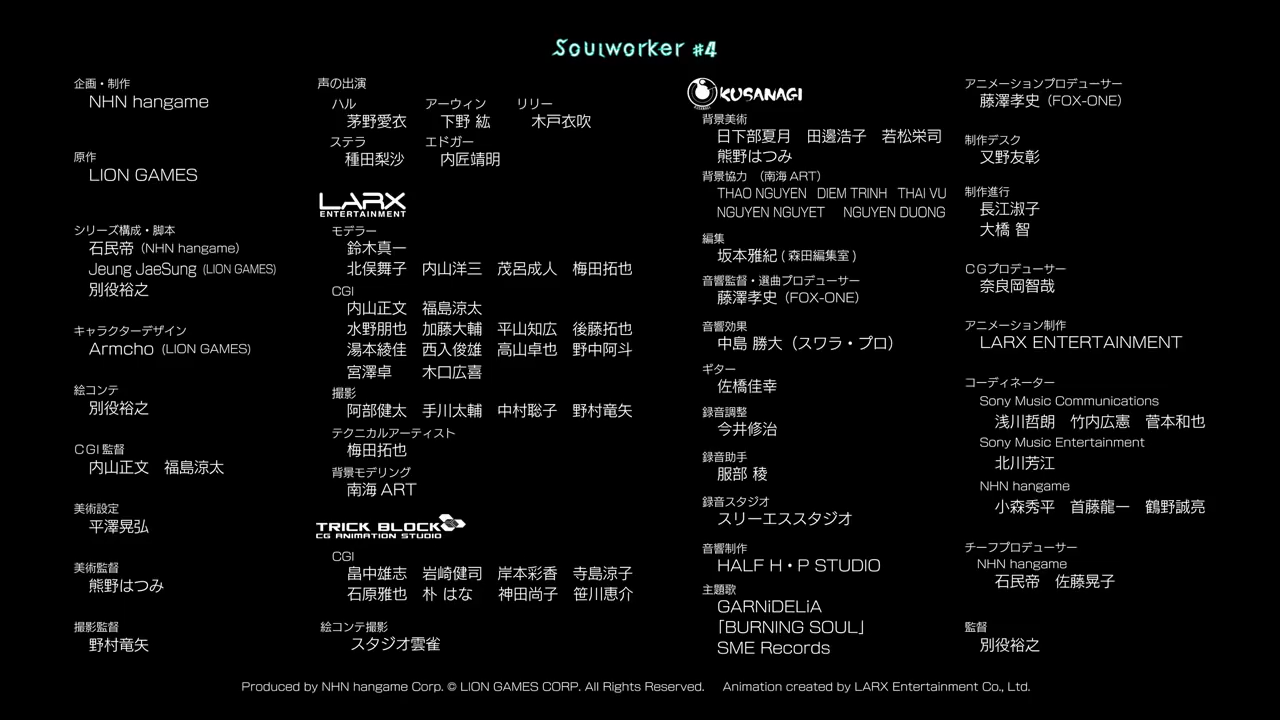 Soulworker #4
企画・制作
NHN hangame
原作
LION GAMES
シリーズ構成・脚本
石民帝（NHN hangame）
Jeung JaeSung (LION GAMES)
別役裕之
キャラクターデザイン
Armcho (LION GAMES)
絵コンテ
別役裕之
CGI 監督
内山正文　福島涼太
美術設定
平澤晃弘
美術監督
熊野はつみ
撮影監督
野村竜矢
声の出演
ハル　アーウィン　リリー
茅野愛衣　下野 紘　木戸衣吹
ステラ　エドガー
種田梨沙　内匠靖明
LARX
ENTERTAINMENT
モデラー
鈴木真一
北俣舞子　内山洋三　茂呂成人　梅田拓也
CGI
内山正文　福島涼太
水野朋也　加藤大輔　平山知広　後藤拓也
湯本綾佳　西入俊雄　高山卓也　野中阿斗
宮澤卓　木口広喜
撮影
阿部健太　手川太輔　中村聡子　野村竜矢
テクニカルアーティスト
梅田拓也
背景モデリング
南海 ART
TRICK BLOCK
CG ANIMATION STUDIO
CGI
畠中雄志　岩崎健司　岸本彩香　寺島涼子
石原雅也　朴 はな　神田尚子　笹川恵介
絵コンテ撮影
スタジオ雲雀
KUSANAGI
背景美術
日下部夏月　田邊浩子　若松栄司
熊野はつみ
背景協力 （南海 ART）
THAO NGUYEN　DIEM TRINH　THAI VU
NGUYEN NGUYET　NGUYEN DUONG
編集
坂本雅紀 ( 森田編集室 )
音響監督・選曲プロデューサー
藤澤孝史（FOX-ONE）
音響効果
中島 勝大（スワラ・プロ）
ギター
佐橋佳幸
録音調整
今井修治
録音助手
服部 稜
録音スタジオ
スリーエススタジオ
音響制作
HALF H・P STUDIO
主題歌
GARNiDELiA
「BURNING SOUL」
SME Records
アニメーションプロデューサー
藤澤孝史（FOX-ONE）
制作デスク
又野友彰
制作進行
長江淑子
大橋 智
CGプロデューサー
奈良岡智哉
アニメーション制作
LARX ENTERTAINMENT
コーディネーター
Sony Music Communications
浅川哲朗　竹内広憲　菅本和也
Sony Music Entertainment
北川芳江
NHN hangame
小森秀平　首藤龍一　鶴野誠亮
チーフプロデューサー
NHN hangame
石民帝　佐藤晃子
監督
別役裕之
Produced by NHN hangame Corp. © LION GAMES CORP. All Rights Reserved.　Animation created by LARX Entertainment Co., Ltd.